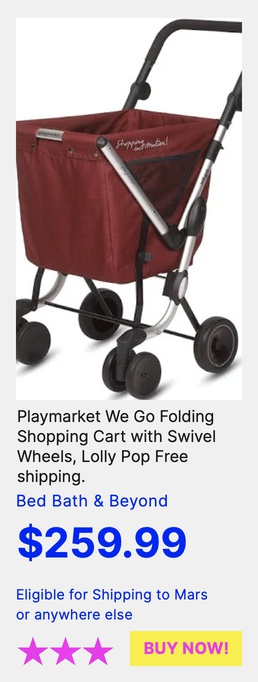 Shopping
in motion!
Playmarket We Go Folding
Shopping Cart with Swivel
Wheels, Lolly Pop Free
shipping.
Bed Bath & Beyond
$259.99
Eligible for Shipping to Mars
or anywhere else
BUY NOW!